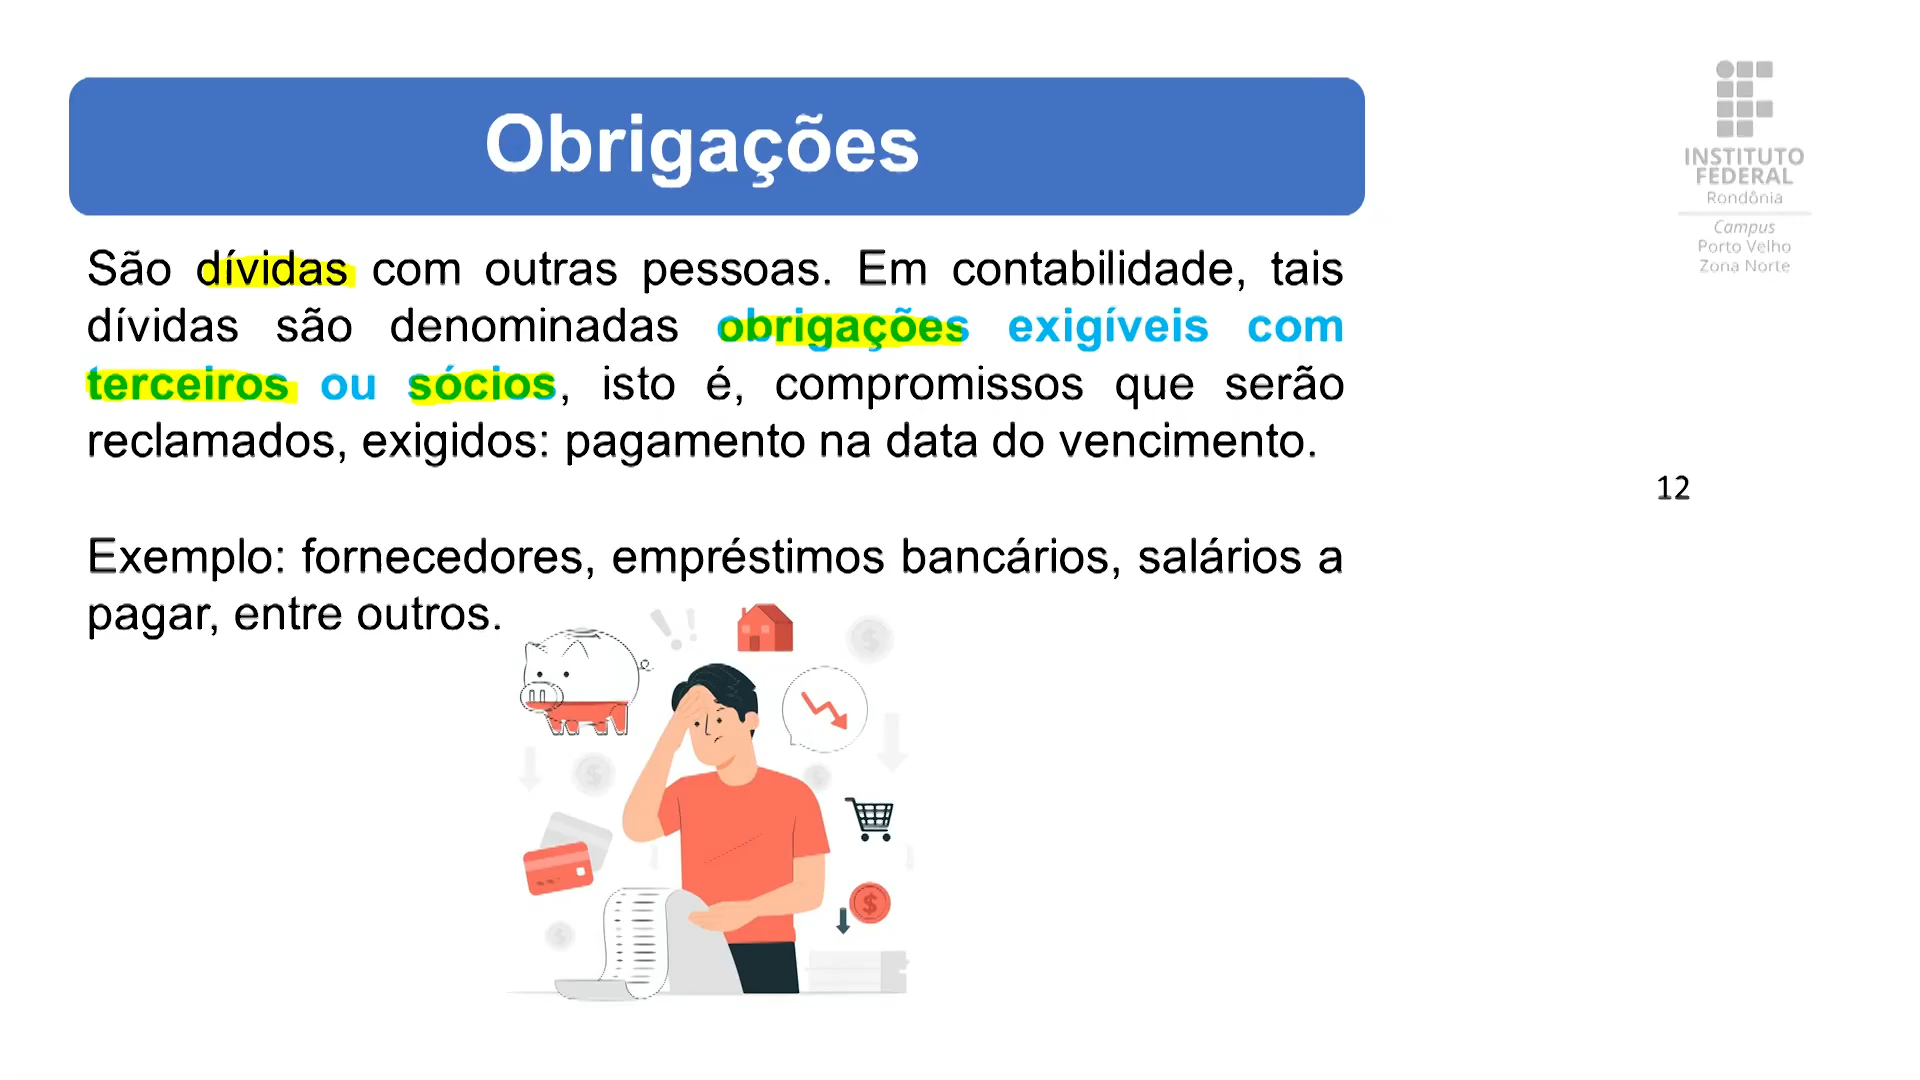 Obrigações
São dívidas com outras pessoas. Em contabilidade, tais
dívidas são denominadas obrigações exigíveis com
terceiros ou sócios, isto é, compromissos que serão
reclamados, exigidos: pagamento na data do vencimento.
Exemplo: fornecedores, empréstimos bancários, salários a
pagar, entre outros.
INSTITUTO
FEDERAL
Rondônia
Campus
Porto Velho
Zona Norte
12